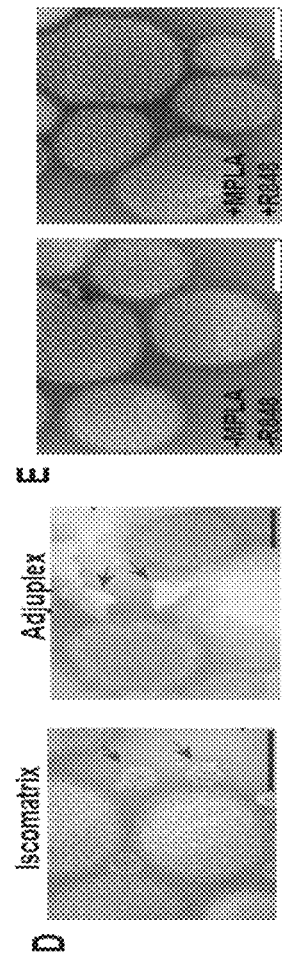 D
Iscomatrix
Adjuplex
E
-MPLA
-R848
+MPLA
+R848